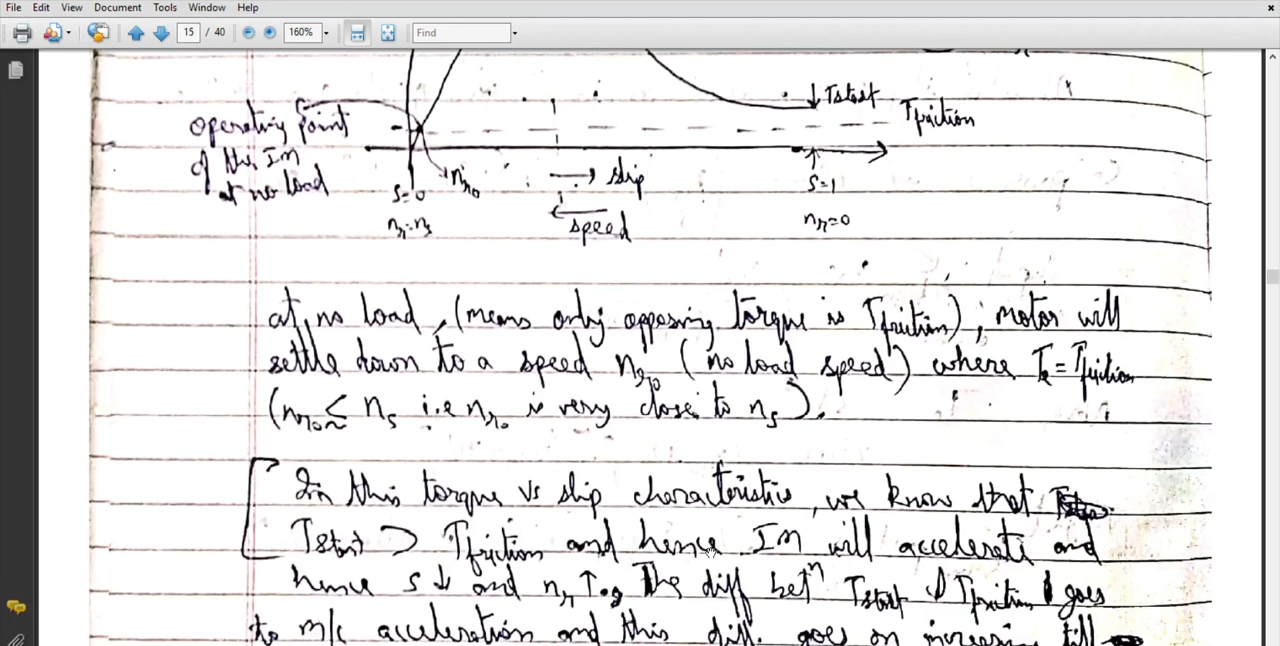 File Edit View Document Tools Window Help
15 / 40 160% Find
Tstart
Tfriction
operating point
of the IM
at no load
nr0
slip
speed
s=0
nr=ns
s=1
nr=0
at no load, (means only opposing torque is Tfriction), motor will
settle down to a speed nr0 (no load speed) where Te = Tfriction
(nr0 ≲ ns i.e nr0 is very close to ns).
In this torque vs slip characteristic, we know that
Tstart > Tfriction and hence IM will accelerate and
hence s↓ and nr↑. The diff betn Tstart & Tfriction goes
to m/c acceleration and this diff. goes on increasing till